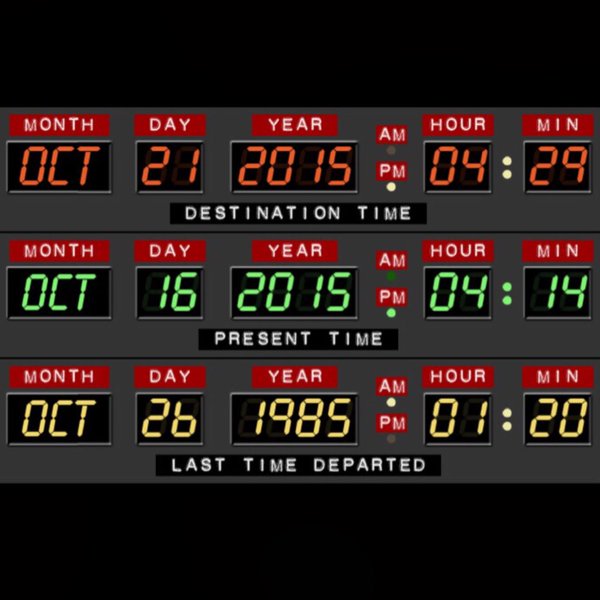 MONTH DAY YEAR AM HOUR MIN
OCT 21 2015 PM 04 : 29
DESTINATION TIME
MONTH DAY YEAR AM HOUR MIN
OCT 16 2015 PM 04 : 14
PRESENT TIME
MONTH DAY YEAR AM HOUR MIN
OCT 26 1985 PM 01 : 20
LAST TIME DEPARTED